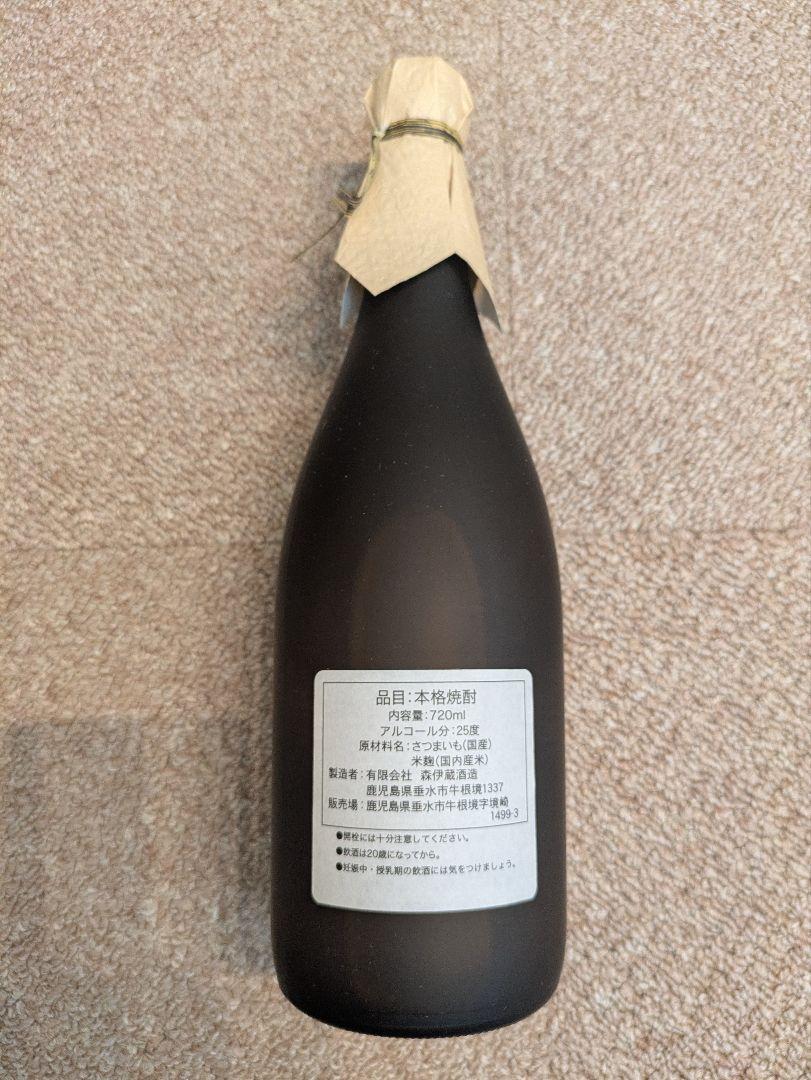 品目:本格焼酎
内容量:720ml
アルコール分:25度
原材料名:さつまいも(国産)
米麹(国内産米)
製造者:有限会社 森伊蔵酒造
鹿児島県垂水市牛根境1337
販売場:鹿児島県垂水市牛根境字境崎
1499-3
●開栓には十分注意してください。
●飲酒は20歳になってから。
●妊娠中・授乳期の飲酒には気をつけましょう。